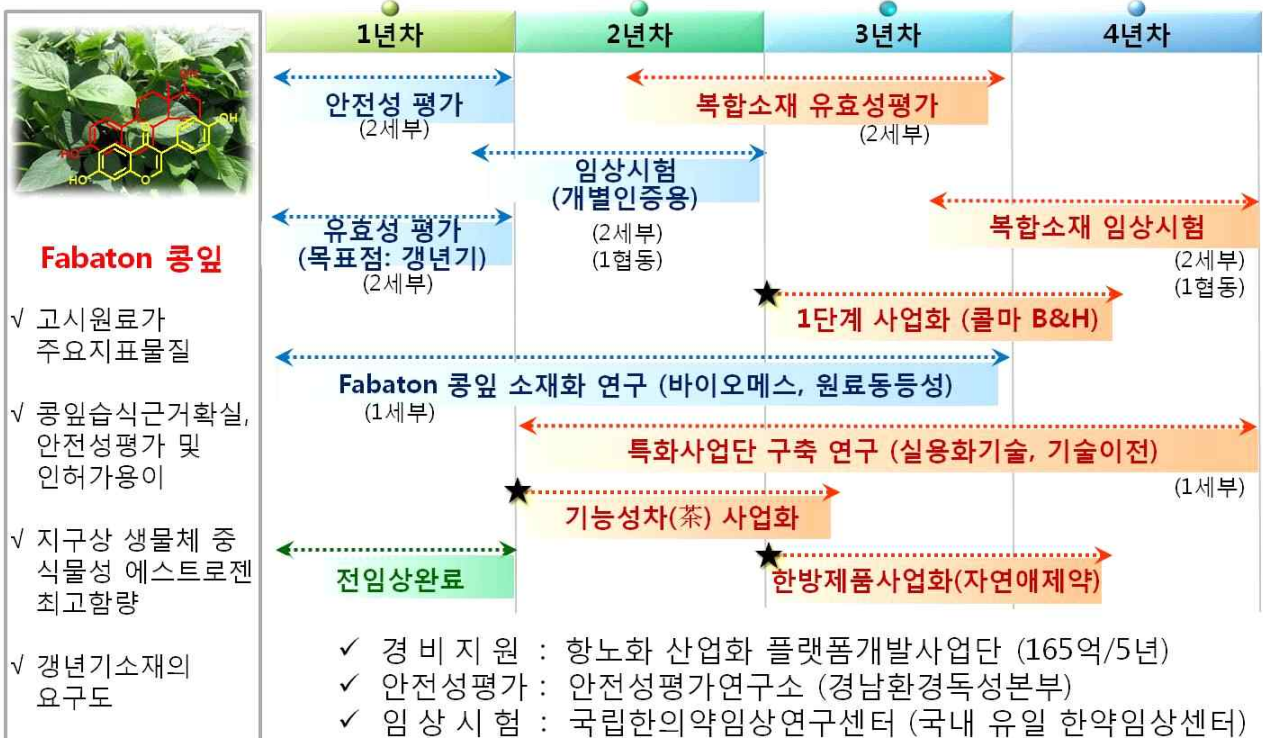 1년차
2년차
3년차
4년차
OH
OH
HO
HO
O
Fabaton 콩잎
√ 고시원료가
주요지표물질
√ 콩잎습식근거확실,
안전성평가 및
인허가용이
√ 지구상 생물체 중
식물성 에스트로젠
최고함량
√ 갱년기소재의
요구도
안전성 평가
(2세부)
복합소재 유효성평가
(2세부)
임상시험
(개별인증용)
(2세부)
(1협동)
유효성 평가
(목표점: 갱년기)
(2세부)
복합소재 임상시험
(2세부)
(1협동)
★
1단계 사업화 (콜마 B&H)
Fabaton 콩잎 소재화 연구 (바이오메스, 원료동등성)
(1세부)
특화사업단 구축 연구 (실용화기술, 기술이전)
(1세부)
★
기능성차(茶) 사업화
전임상완료
★
한방제품사업화(자연애제약)
✓ 경 비 지 원 : 항노화 산업화 플랫폼개발사업단 (165억/5년)
✓ 안전성평가 : 안전성평가연구소 (경남환경독성본부)
✓ 임 상 시 험 : 국립한의약임상연구센터 (국내 유일 한약임상센터)